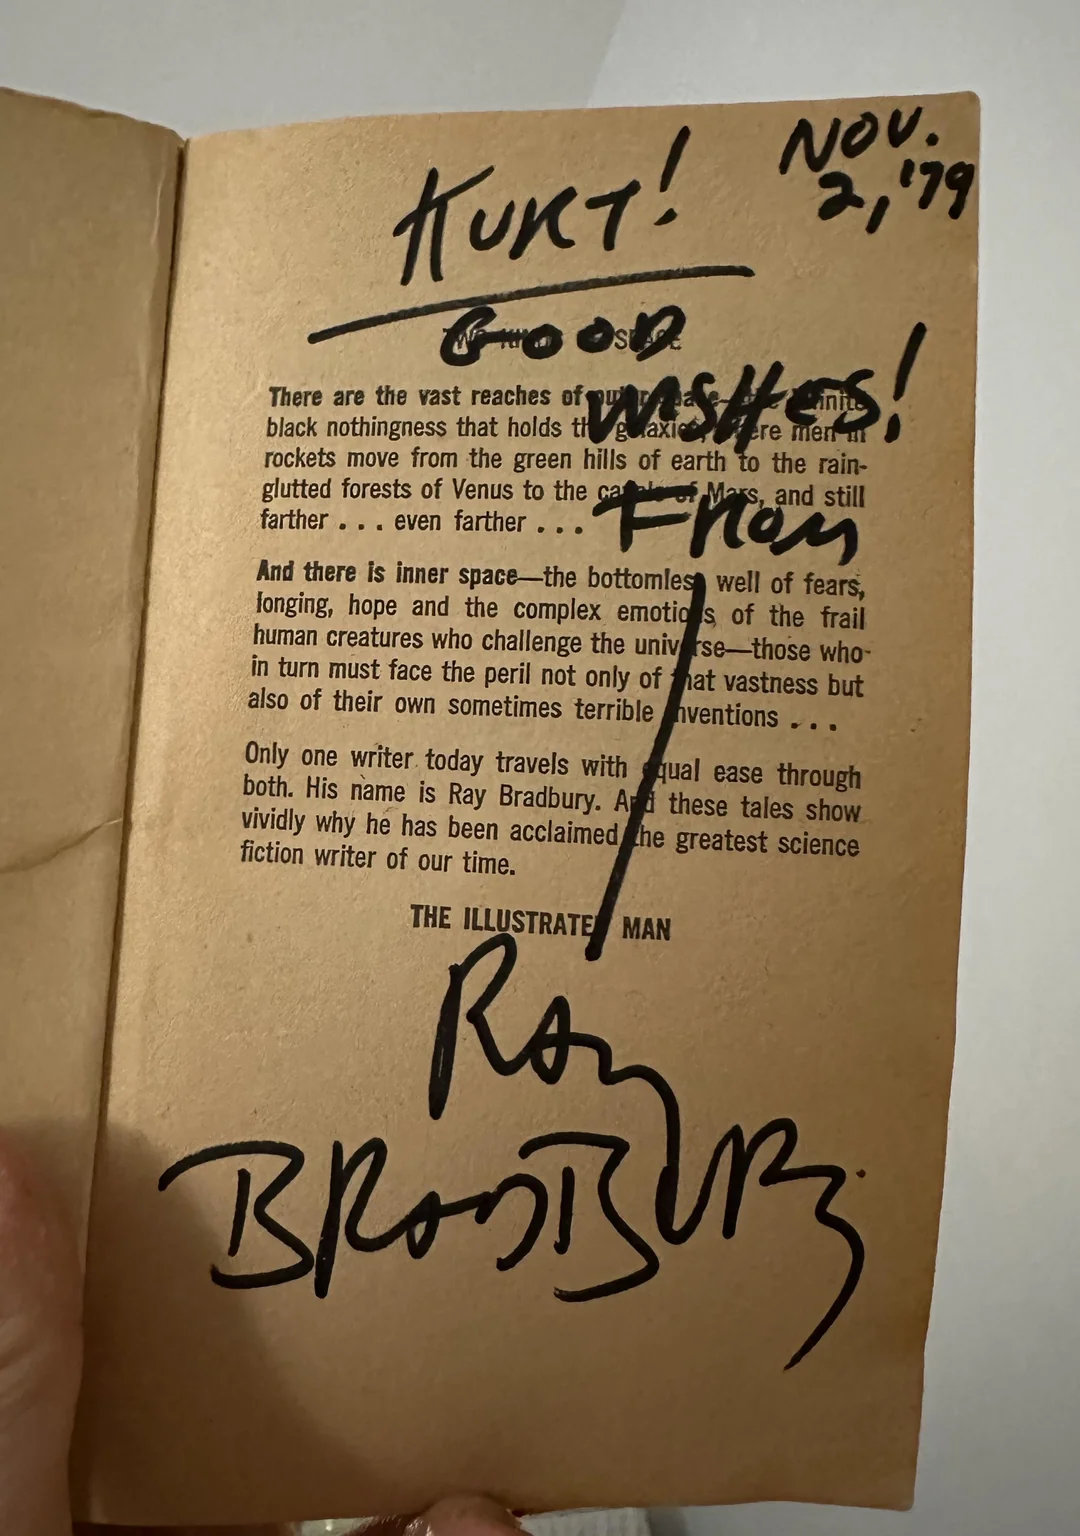 NOV.
2, '79
KURT!
GOOD
WISHES!
FROM
TWO KINDS OF SPACE
There are the vast reaches of outer space—the infinite
black nothingness that holds the galaxies, where men in
rockets move from the green hills of earth to the rain-
glutted forests of Venus to the canals of Mars, and still
farther . . . even farther . . .
And there is inner space—the bottomless well of fears,
longing, hope and the complex emotions of the frail
human creatures who challenge the universe—those who
in turn must face the peril not only of that vastness but
also of their own sometimes terrible inventions . . .
Only one writer today travels with equal ease through
both. His name is Ray Bradbury. And these tales show
vividly why he has been acclaimed the greatest science
fiction writer of our time.
THE ILLUSTRATED MAN
RAY
BRADBURY